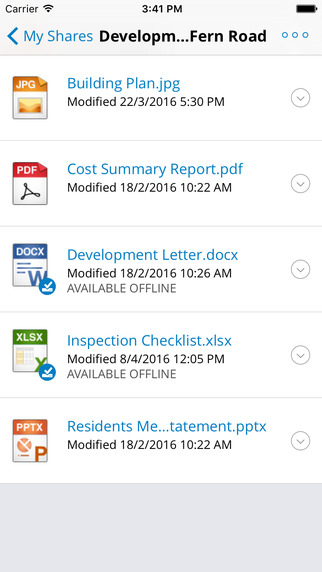 Carrier 3:41 PM
My Shares Developm...Fern Road
JPG
Building Plan.jpg
Modified 22/3/2016 5:30 PM
PDF
Cost Summary Report.pdf
Modified 18/2/2016 10:22 AM
DOCX
W
Development Letter.docx
Modified 18/2/2016 10:26 AM
AVAILABLE OFFLINE
XLSX
X
Inspection Checklist.xlsx
Modified 8/4/2016 12:05 PM
AVAILABLE OFFLINE
PPTX
P
Residents Me...tatement.pptx
Modified 18/2/2016 10:22 AM